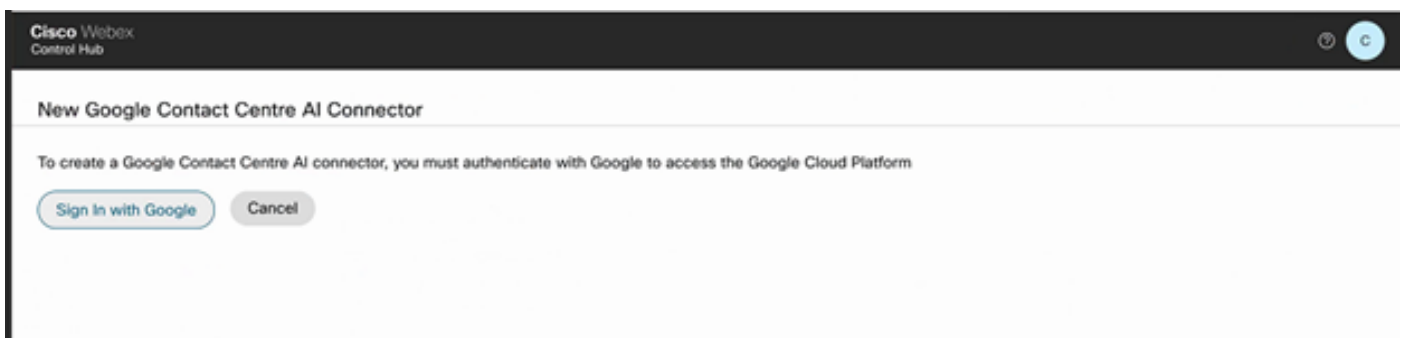 Cisco Webex
Control Hub
?
C
New Google Contact Centre AI Connector
To create a Google Contact Centre AI connector, you must authenticate with Google to access the Google Cloud Platform
Sign In with Google
Cancel